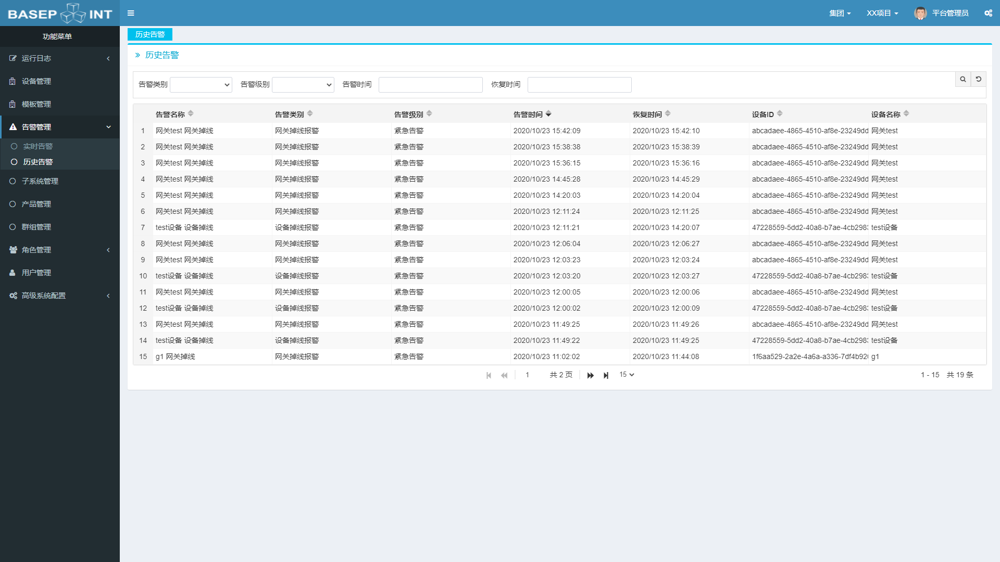 BASEPOINT
集团
XX项目
平台管理员
功能菜单
运行日志
设备管理
模板管理
告警管理
实时告警
历史告警
子系统管理
产品管理
群组管理
角色管理
用户管理
高级系统配置
历史告警
历史告警
告警类别 告警级别 告警时间 恢复时间
告警名称 告警类别 告警级别 告警时间 恢复时间 设备ID 设备名称
1 网关test 网关掉线 网关掉线报警 紧急告警 2020/10/23 15:42:09 2020/10/23 15:42:10 abcadaee-4865-4510-af8e-23249dd 网关test
2 网关test 网关掉线 网关掉线报警 紧急告警 2020/10/23 15:38:38 2020/10/23 15:38:39 abcadaee-4865-4510-af8e-23249dd 网关test
3 网关test 网关掉线 网关掉线报警 紧急告警 2020/10/23 15:36:15 2020/10/23 15:36:16 abcadaee-4865-4510-af8e-23249dd 网关test
4 网关test 网关掉线 网关掉线报警 紧急告警 2020/10/23 14:45:28 2020/10/23 14:45:29 abcadaee-4865-4510-af8e-23249dd 网关test
5 网关test 网关掉线 网关掉线报警 紧急告警 2020/10/23 14:20:03 2020/10/23 14:20:04 abcadaee-4865-4510-af8e-23249dd 网关test
6 网关test 网关掉线 网关掉线报警 紧急告警 2020/10/23 12:11:24 2020/10/23 12:11:25 abcadaee-4865-4510-af8e-23249dd 网关test
7 test设备 设备掉线 设备掉线报警 紧急告警 2020/10/23 12:11:21 2020/10/23 14:20:07 47228559-5dd2-40a8-b7ae-4cb298 test设备
8 网关test 网关掉线 网关掉线报警 紧急告警 2020/10/23 12:06:04 2020/10/23 12:06:27 abcadaee-4865-4510-af8e-23249dd 网关test
9 网关test 网关掉线 网关掉线报警 紧急告警 2020/10/23 12:03:23 2020/10/23 12:03:24 abcadaee-4865-4510-af8e-23249dd 网关test
10 test设备 设备掉线 设备掉线报警 紧急告警 2020/10/23 12:03:20 2020/10/23 12:03:27 47228559-5dd2-40a8-b7ae-4cb298 test设备
11 网关test 网关掉线 网关掉线报警 紧急告警 2020/10/23 12:00:05 2020/10/23 12:00:06 abcadaee-4865-4510-af8e-23249dd 网关test
12 test设备 设备掉线 设备掉线报警 紧急告警 2020/10/23 12:00:02 2020/10/23 12:00:09 47228559-5dd2-40a8-b7ae-4cb298 test设备
13 网关test 网关掉线 网关掉线报警 紧急告警 2020/10/23 11:49:25 2020/10/23 11:49:26 abcadaee-4865-4510-af8e-23249dd 网关test
14 test设备 设备掉线 设备掉线报警 紧急告警 2020/10/23 11:49:22 2020/10/23 11:49:25 47228559-5dd2-40a8-b7ae-4cb298 test设备
15 g1 网关掉线 网关掉线报警 紧急告警 2020/10/23 11:02:02 2020/10/23 11:44:08 1f6aa529-2a2e-4a6a-a336-7df4b92 g1
1 共 2 页 15 1 - 15 共 19 条